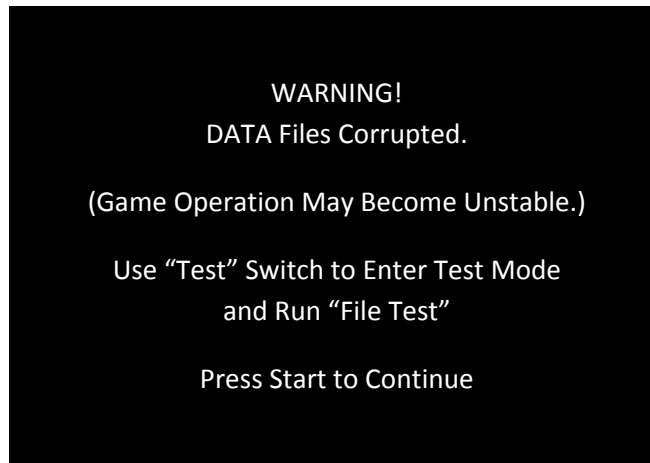 WARNING!
DATA Files Corrupted.
(Game Operation May Become Unstable.)
Use “Test” Switch to Enter Test Mode
and Run “File Test”
Press Start to Continue